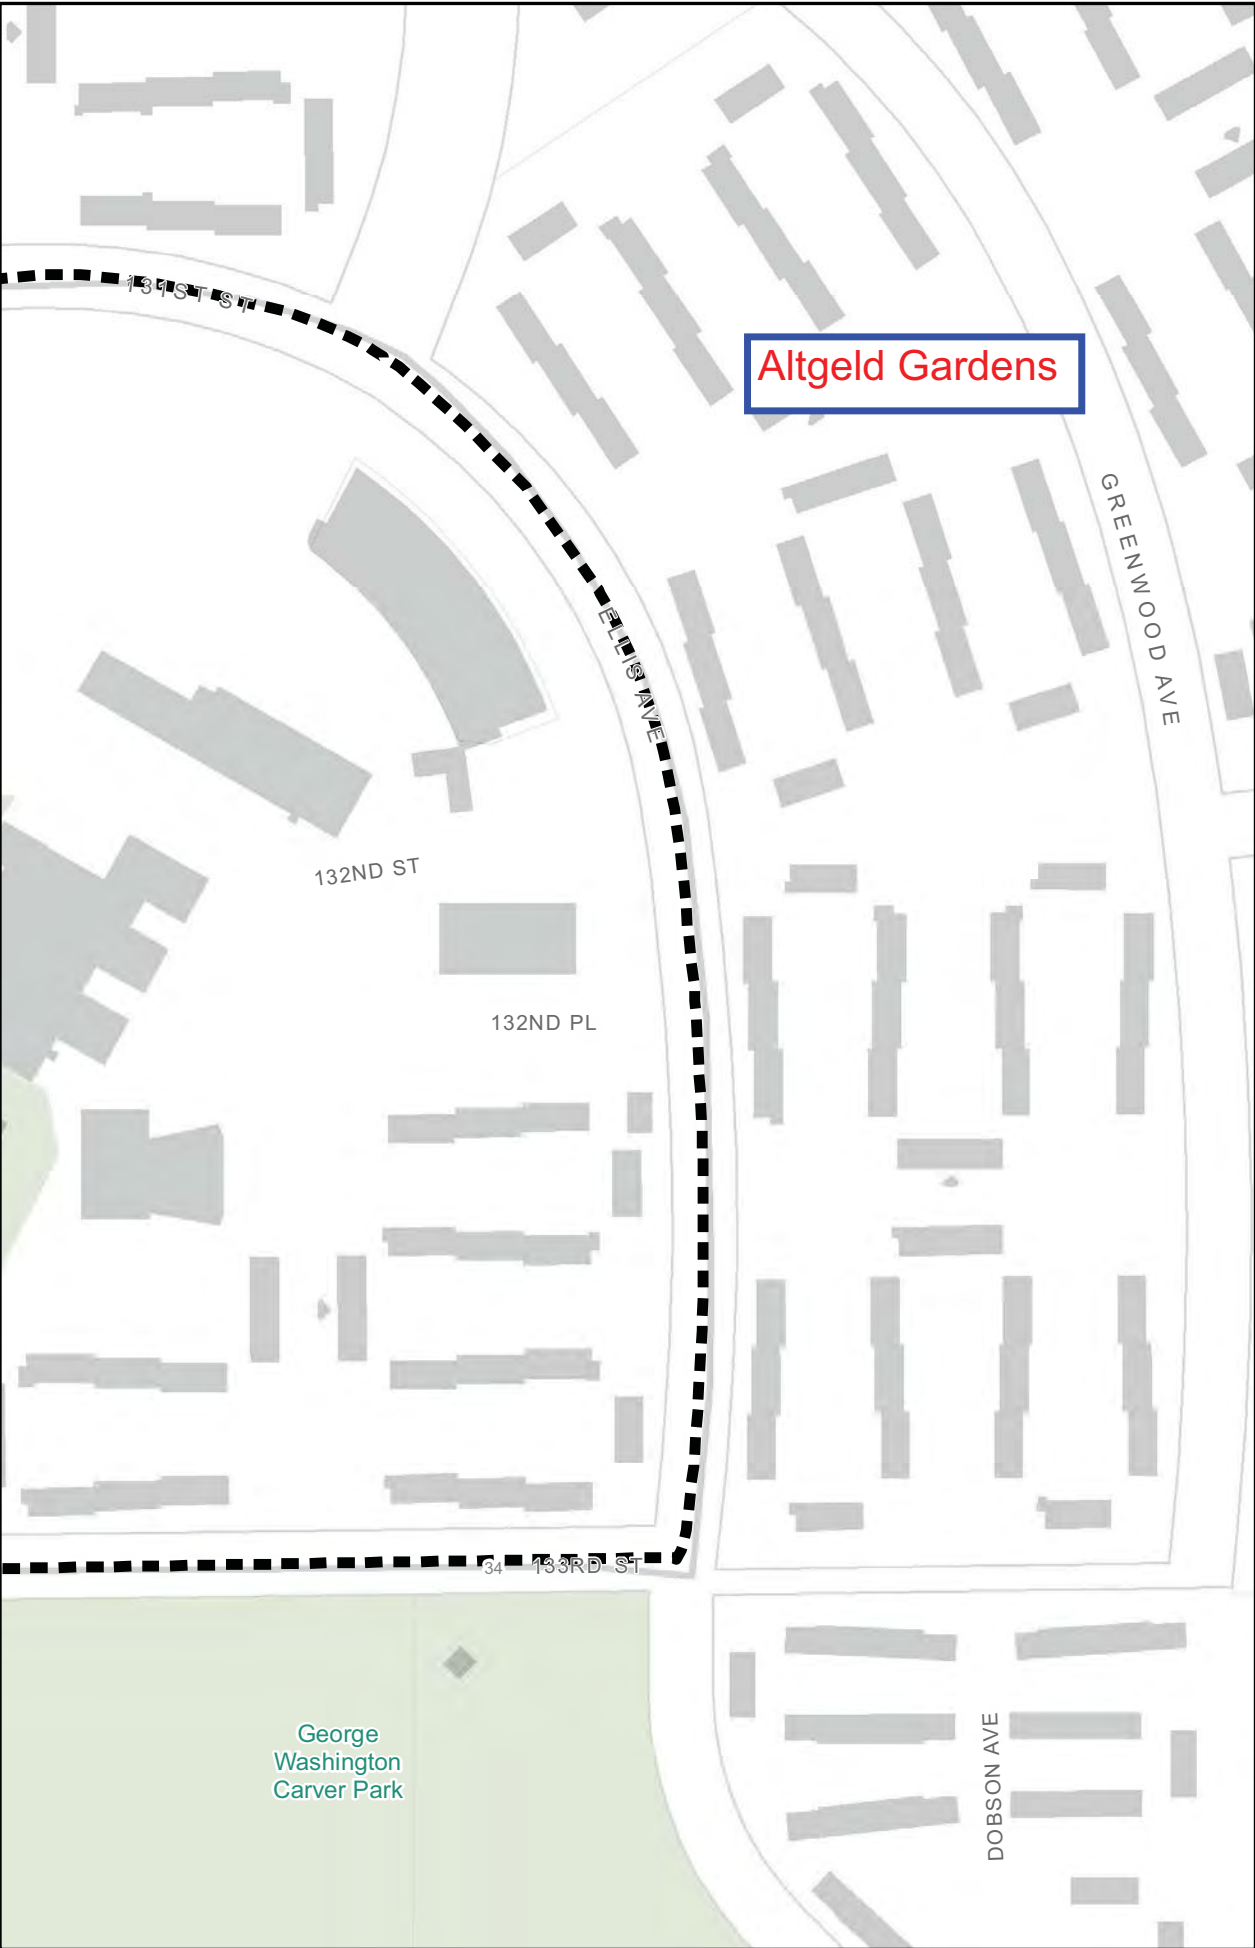 131ST ST
Altgeld Gardens
GREENWOOD AVE
ELLIS AVE
132ND ST
132ND PL
34
133RD ST
George
Washington
Carver Park
DOBSON AVE